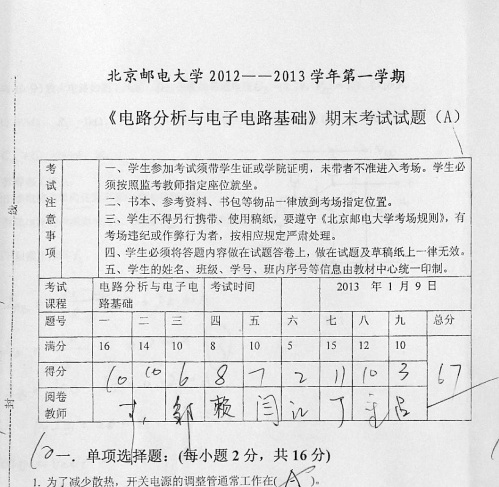 北京邮电大学 2012——2013 学年第一学期
《电路分析与电子电路基础》期末考试试题（A）
考试注意事项
一、学生参加考试须带学生证或学院证明，未带者不准进入考场。学生必
须按照监考教师指定座位就坐。
二、书本、参考资料、书包等物品一律放到考场指定位置。
三、学生不得另行携带、使用稿纸，要遵守《北京邮电大学考场规则》，有
考场违纪或作弊行为者，按相应规定严肃处理。
四、学生必须将答题内容做在试题答卷上，做在试题及草稿纸上一律无效。
五、学生的姓名、班级、学号、班内序号等信息由教材中心统一印制。
考试课程 电路分析与电子电路基础 考试时间 2013 年 1 月 9 日
题号 一 二 三 四 五 六 七 八 九 总分
满分 16 14 10 8 10 5 15 12 10
得分 10 10 6 8 7 2 11 10 3 67
阅卷教师 赖 闫 江 丁
10 一. 单项选择题：(每小题 2 分，共 16 分)
1. 为了减少散热，开关电源的调整管通常工作在( A )。